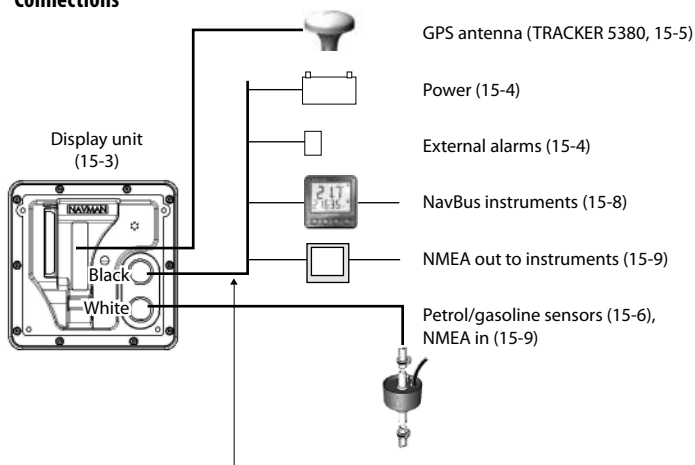 Connections
GPS antenna (TRACKER 5380, 15-5)
Power (15-4)
Display unit
(15-3)
External alarms (15-4)
NAVMAN
NavBus instruments (15-8)
NMEA out to instruments (15-9)
Black
White
Petrol/gasoline sensors (15-6),
NMEA in (15-9)